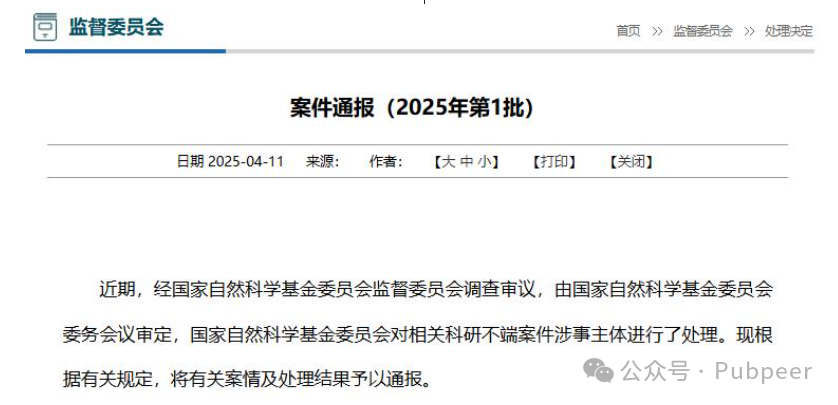 监督委员会
首页 >> 监督委员会 >> 处理决定
案件通报（2025年第1批）
日期 2025-04-11 来源： 作者： 【大 中 小】 【打印】 【关闭】
近期，经国家自然科学基金委员会监督委员会调查审议，由国家自然科学基金委员会
委务会议审定，国家自然科学基金委员会对相关科研不端案件涉事主体进行了处理。现根
据有关规定，将有关案情及处理结果予以通报。
公众号 · Pubpeer